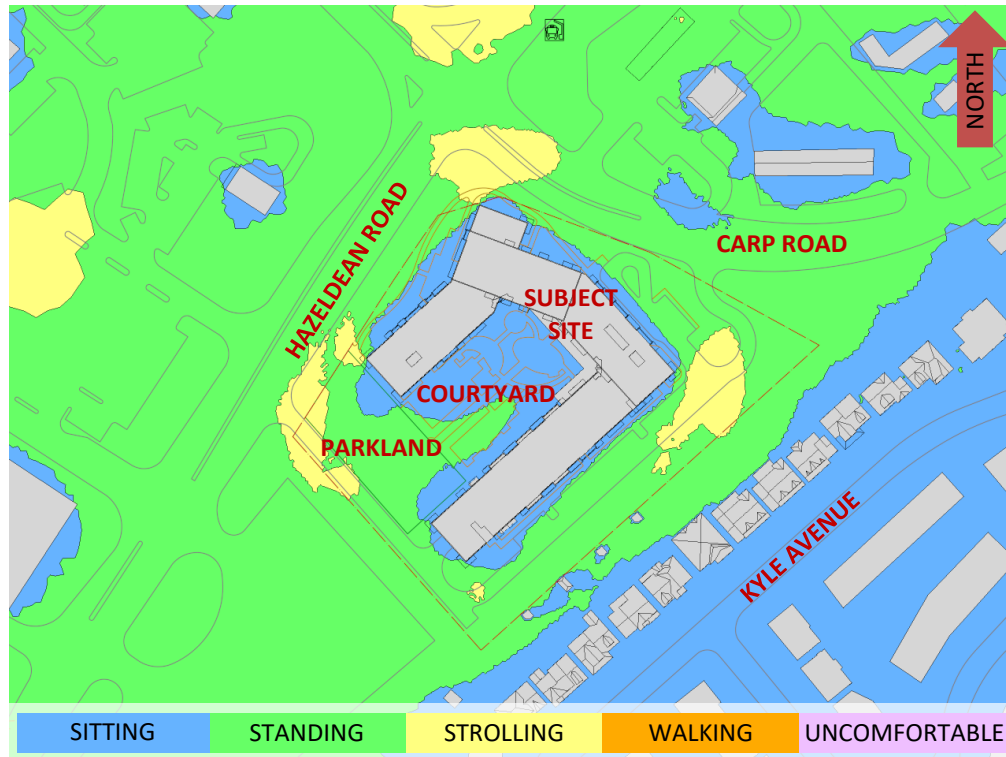 NORTH
HAZELDEAN ROAD
CARP ROAD
SUBJECT
SITE
COURTYARD
PARKLAND
KYLE AVENUE
SITTING
STANDING
STROLLING
WALKING
UNCOMFORTABLE